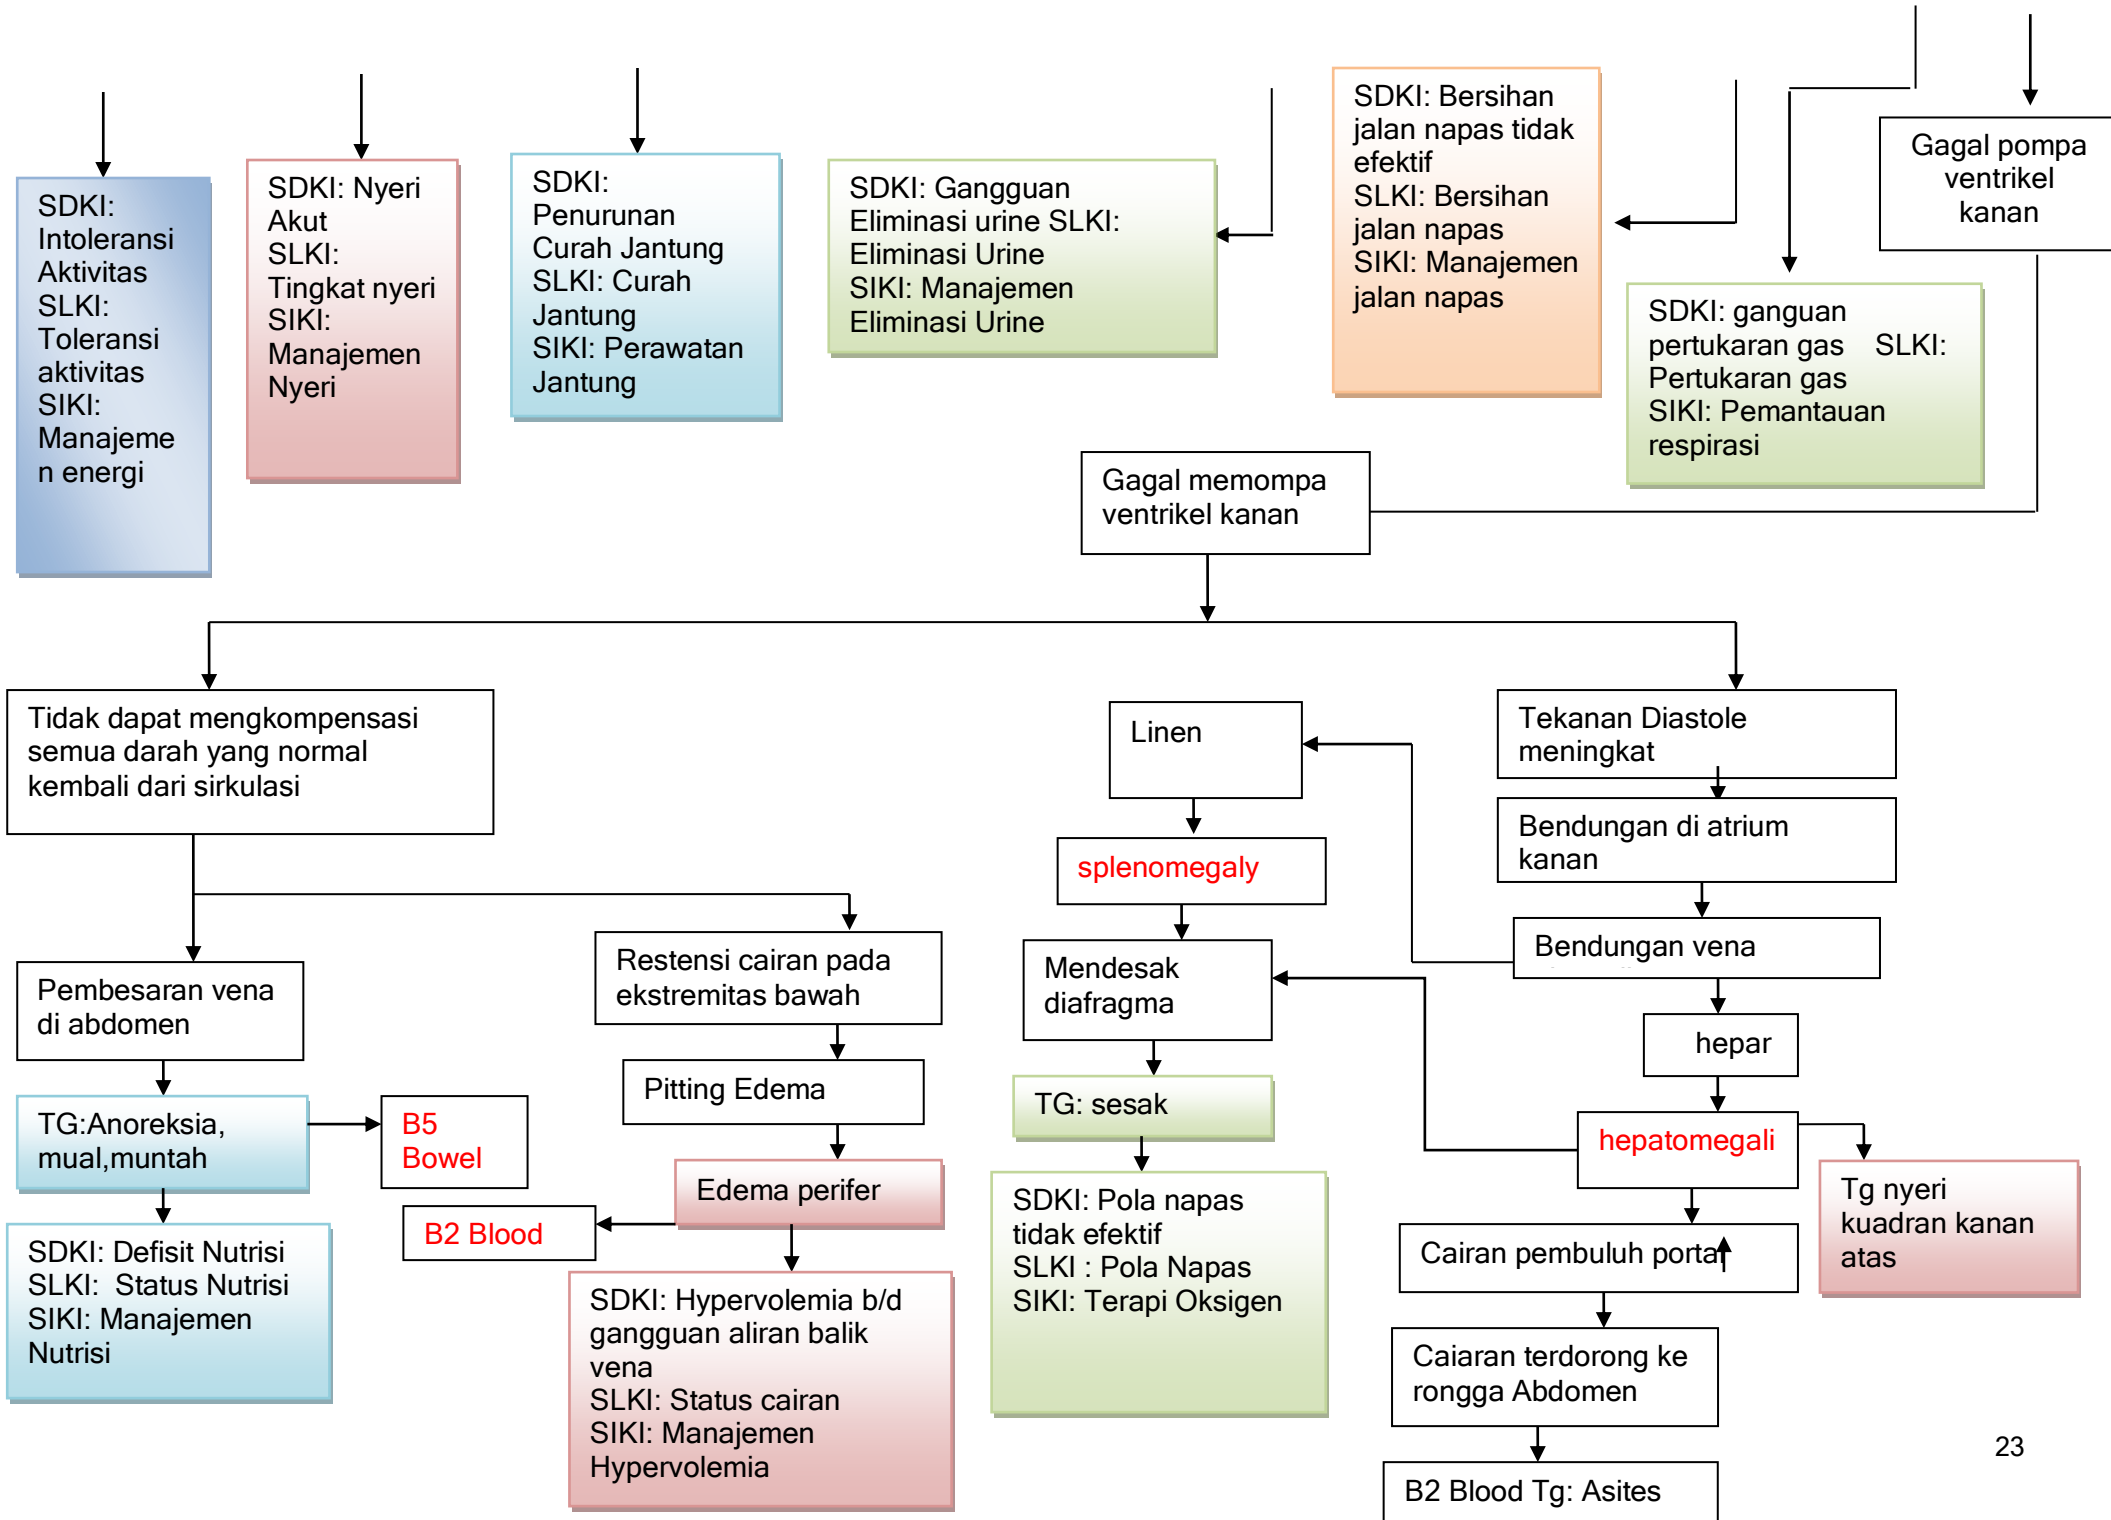 SDKI:
Intoleransi
Aktivitas
SLKI:
Toleransi
aktivitas
SIKI:
Manajeme
n energi
SDKI: Nyeri
Akut
SLKI:
Tingkat nyeri
SIKI:
Manajemen
Nyeri
SDKI:
Penurunan
Curah Jantung
SLKI: Curah
Jantung
SIKI: Perawatan
Jantung
SDKI: Gangguan
Eliminasi urine SLKI:
Eliminasi Urine
SIKI: Manajemen
Eliminasi Urine
SDKI: Bersihan
jalan napas tidak
efektif
SLKI: Bersihan
jalan napas
SIKI: Manajemen
jalan napas
SDKI: ganguan
pertukaran gas SLKI:
Pertukaran gas
SIKI: Pemantauan
respirasi
Gagal pompa
ventrikel
kanan
Gagal memompa
ventrikel kanan
Tidak dapat mengkompensasi
semua darah yang normal
kembali dari sirkulasi
Pembesaran vena
di abdomen
TG:Anoreksia,
mual,muntah
B5
Bowel
SDKI: Defisit Nutrisi
SLKI: Status Nutrisi
SIKI: Manajemen
Nutrisi
Restensi cairan pada
ekstremitas bawah
Pitting Edema
Edema perifer
B2 Blood
SDKI: Hypervolemia b/d
gangguan aliran balik
vena
SLKI: Status cairan
SIKI: Manajemen
Hypervolemia
Linen
splenomegaly
Mendesak
diafragma
TG: sesak
SDKI: Pola napas
tidak efektif
SLKI : Pola Napas
SIKI: Terapi Oksigen
Tekanan Diastole
meningkat
Bendungan di atrium
kanan
Bendungan vena
hepar
hepatomegali
Tg nyeri
kuadran kanan
atas
Cairan pembuluh portal
Caiaran terdorong ke
rongga Abdomen
B2 Blood Tg: Asites
23